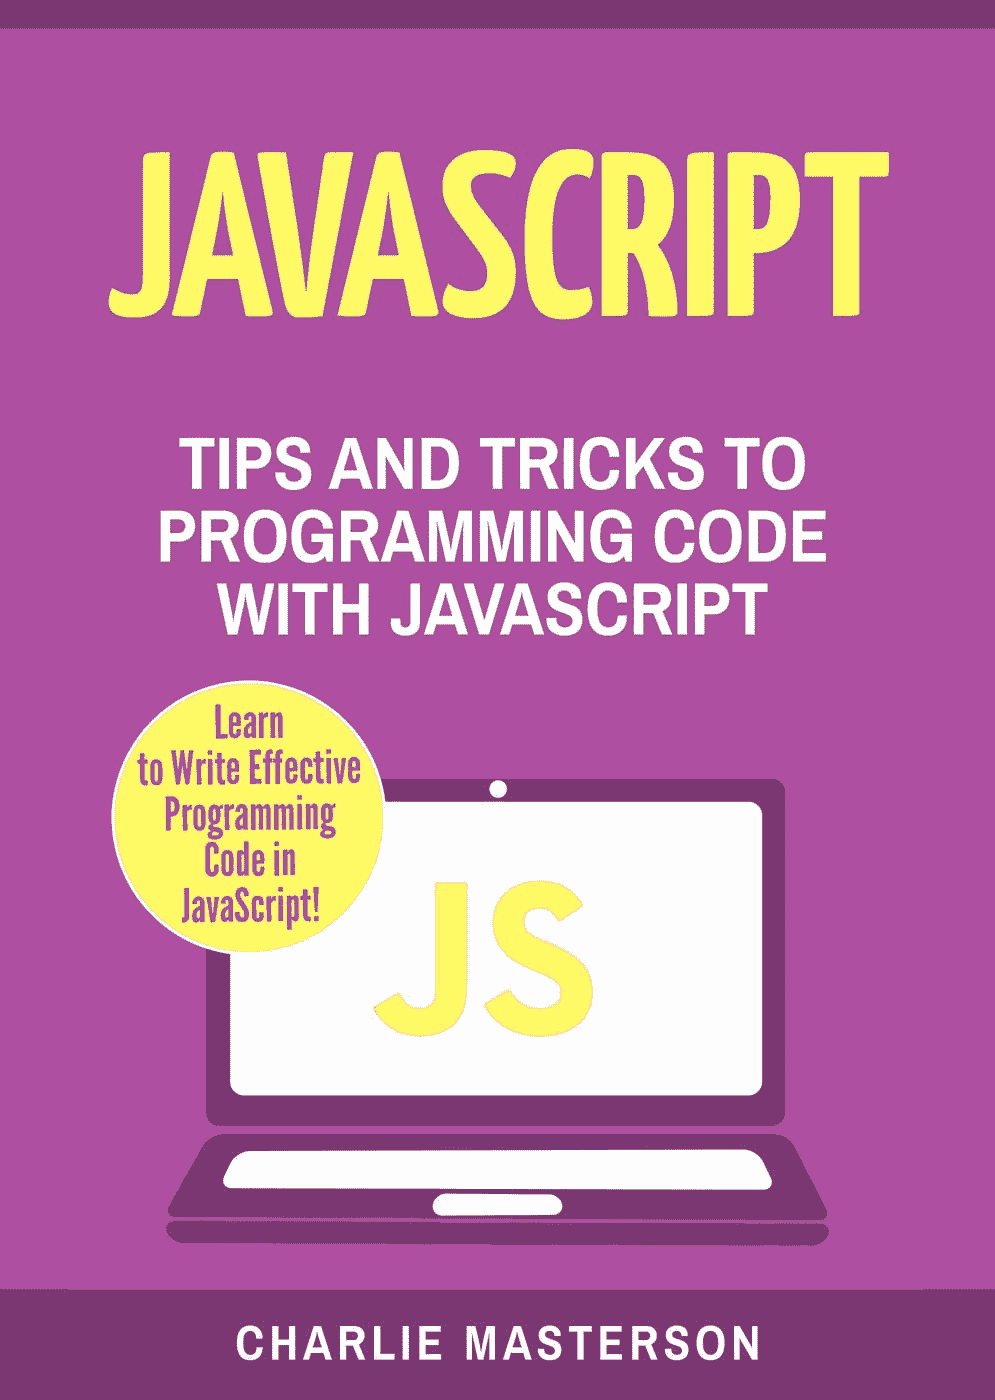 JAVASCRIPT
TIPS AND TRICKS TO
PROGRAMMING CODE
WITH JAVASCRIPT
Learn
to Write Effective
Programming
Code in
JavaScript!
JS
CHARLIE MASTERSON